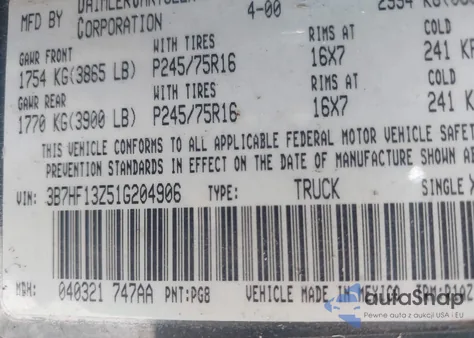 MFD BY DAIMLERCHRYSLER CORPORATION 4-00
GAWR FRONT WITH TIRES RIMS AT COLD
1754 KG(3865 LB) P245/75R16 16X7 241 KP
GAWR REAR WITH TIRES RIMS AT COLD
1770 KG(3900 LB) P245/75R16 16X7 241 K
THIS VEHICLE CONFORMS TO ALL APPLICABLE FEDERAL MOTOR VEHICLE SAFET
PREVENTION STANDARDS IN EFFECT ON THE DATE OF MANUFACTURE SHOWN AB
VIN: 3B7HF13Z51G204906 TYPE: TRUCK SINGLE X
MDH: 040321 747AA PNT:PG8 VEHICLE MADE IN MEXICO
autaSnap
Pewne auto z aukcji USA i EU